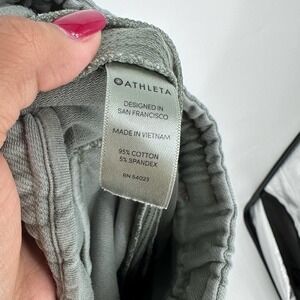 ATHLETA
DESIGNED IN
SAN FRANCISCO
MADE IN VIETNAM
95% COTTON
5% SPANDEX
RN 54023